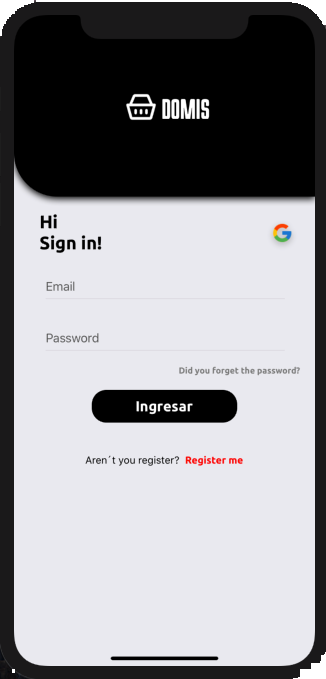 DOMIS
Hi
Sign in!
Email
Password
Did you forget the password?
Ingresar
Aren´t you register? Register me